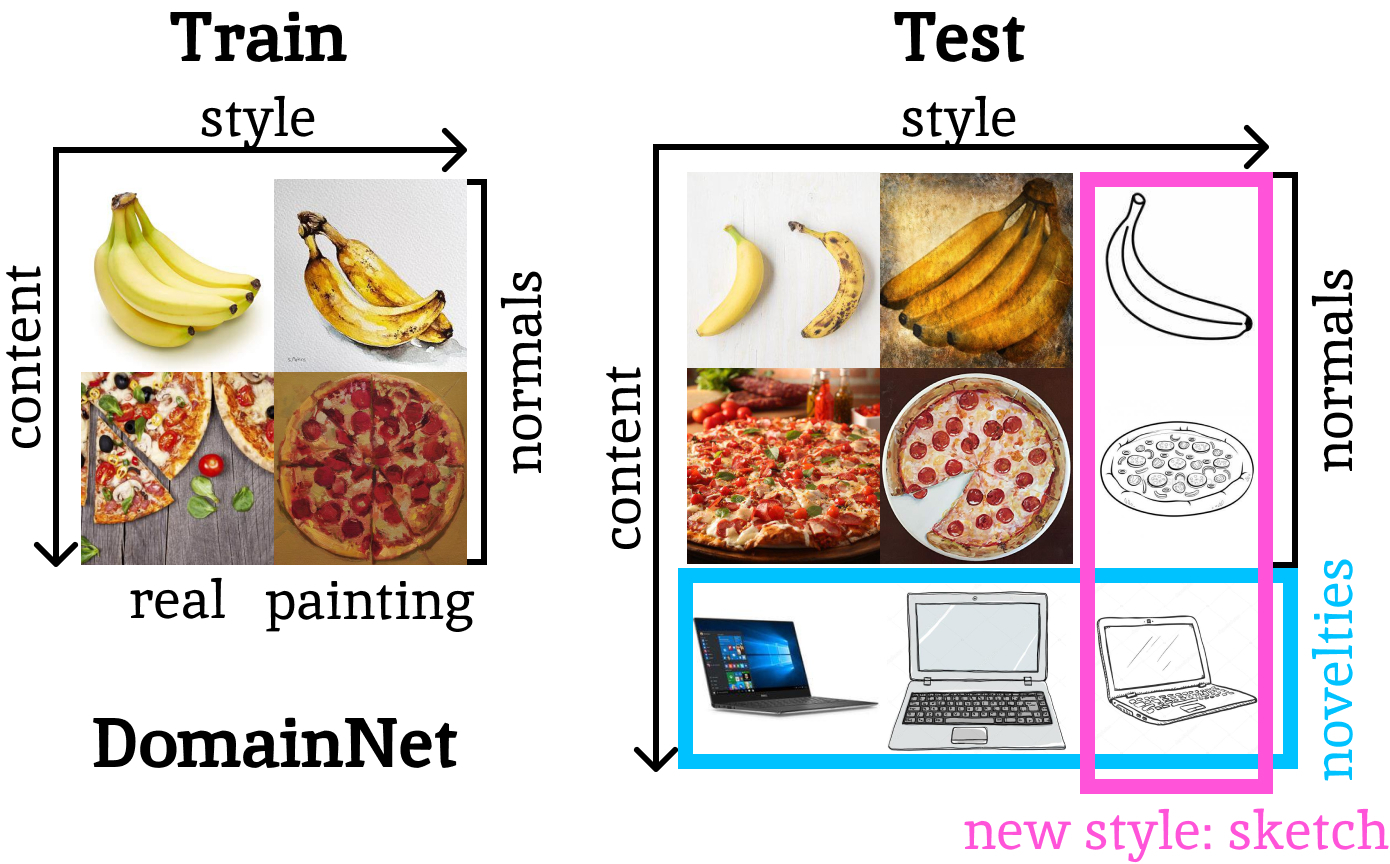 Train
style
content
normals
real
painting
DomainNet
Test
style
content
normals
novelties
new style: sketch